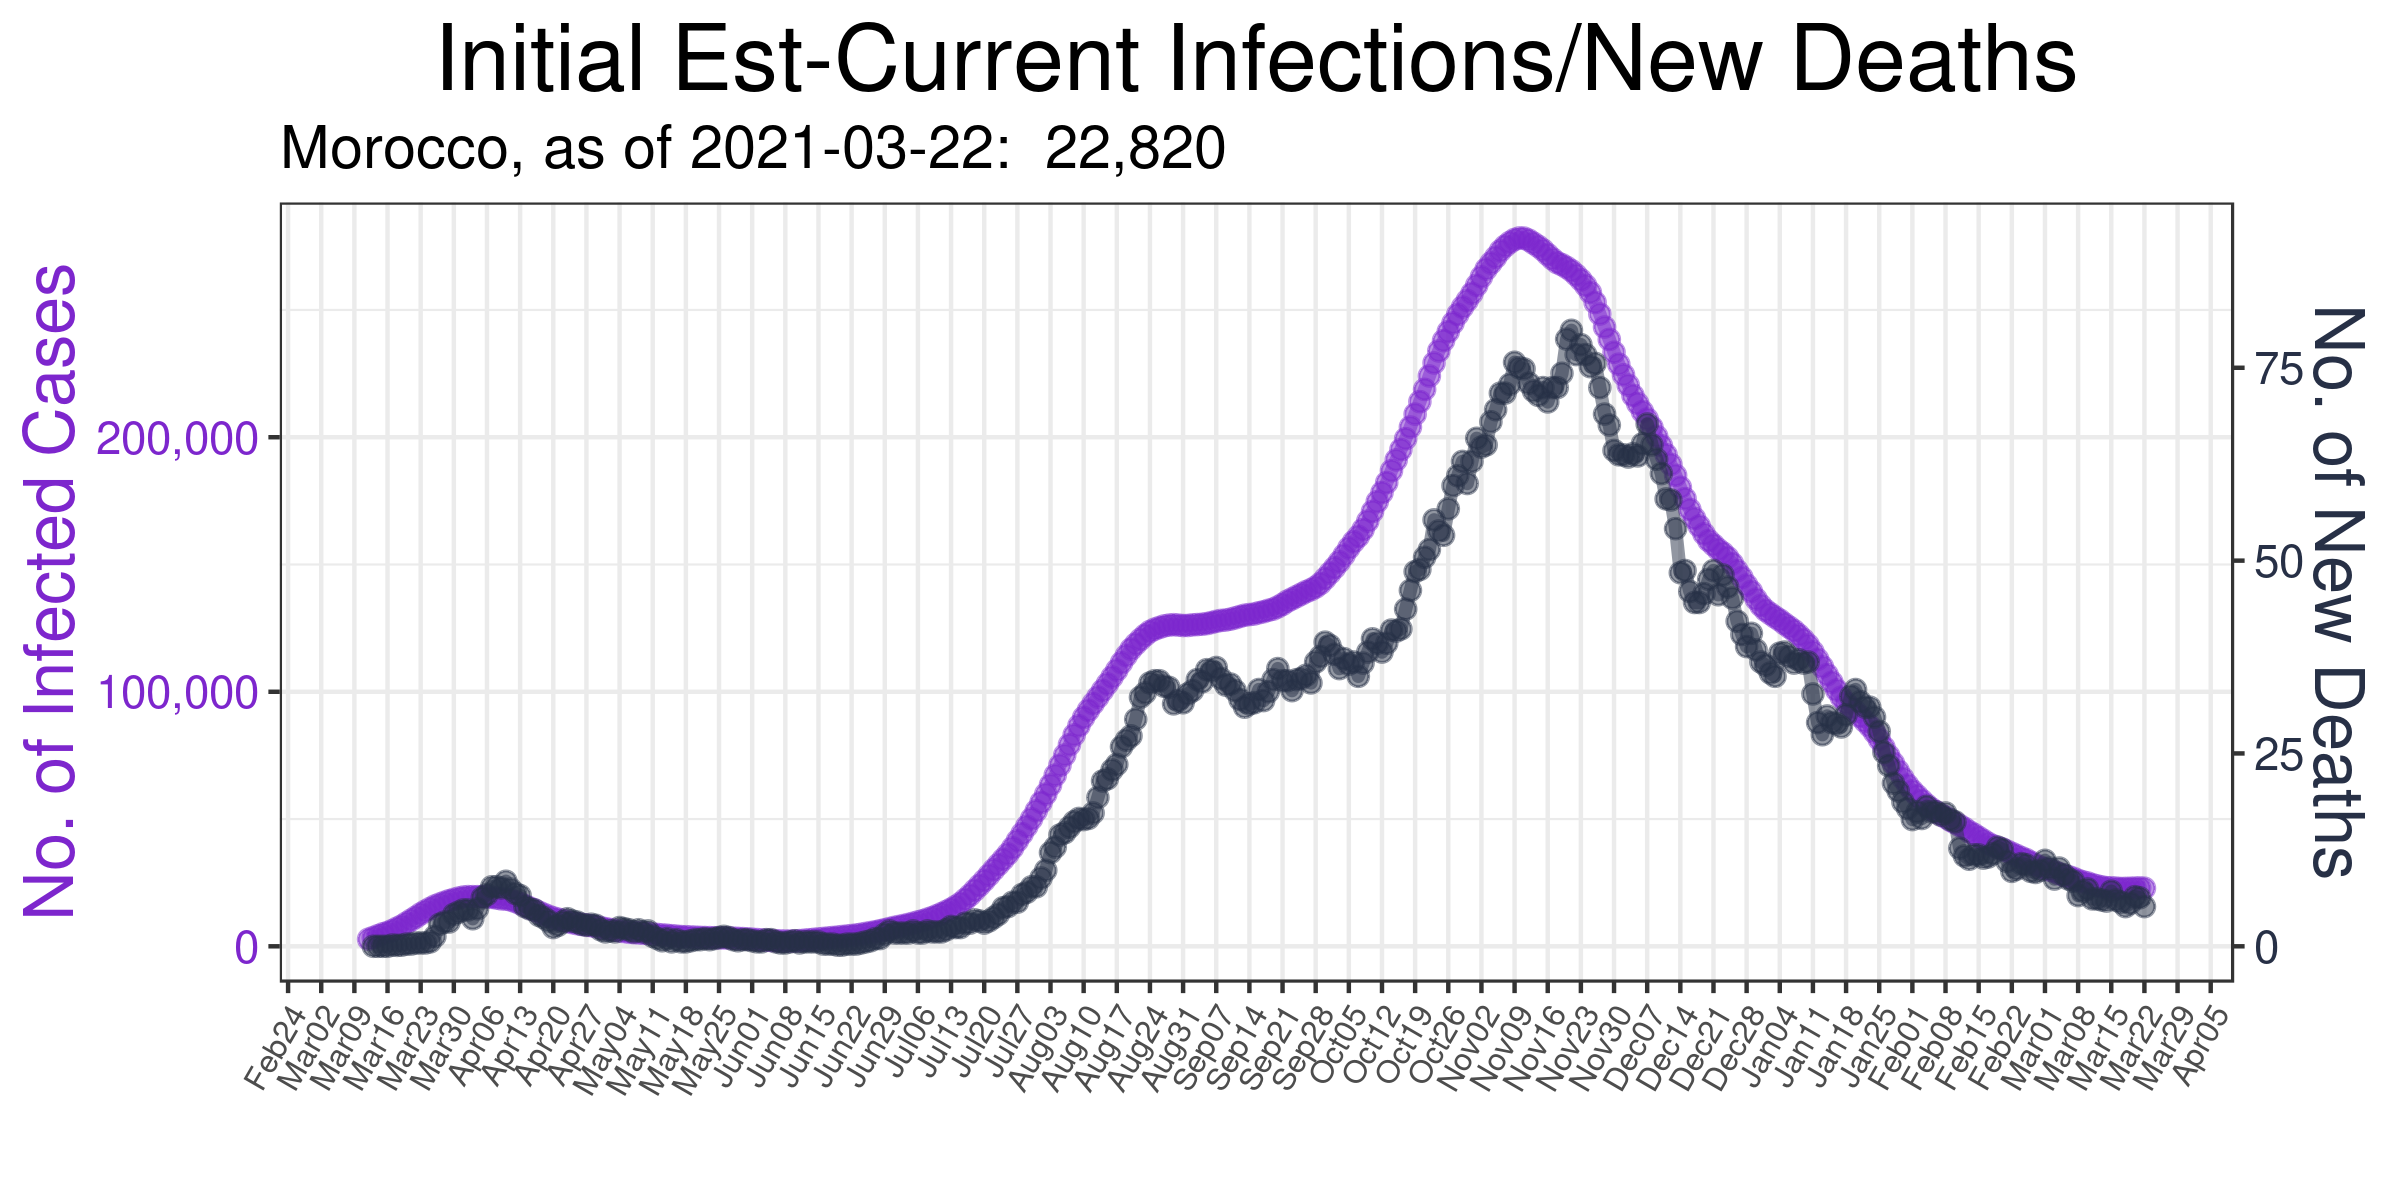 Initial Est-Current Infections/New Deaths
Morocco, as of 2021-03-22:  22,820
No. of Infected Cases
200,000
100,000
0
75
50
25
0
No. of New Deaths
Feb24
Mar02
Mar09
Mar16
Mar23
Mar30
Apr06
Apr13
Apr20
Apr27
May04
May11
May18
May25
Jun01
Jun08
Jun15
Jun22
Jun29
Jul06
Jul13
Jul20
Jul27
Aug03
Aug10
Aug17
Aug24
Aug31
Sep07
Sep14
Sep21
Sep28
Oct05
Oct12
Oct19
Oct26
Nov02
Nov09
Nov16
Nov23
Nov30
Dec07
Dec14
Dec21
Dec28
Jan04
Jan11
Jan18
Jan25
Feb01
Feb08
Feb15
Feb22
Mar01
Mar08
Mar15
Mar22
Mar29
Apr05